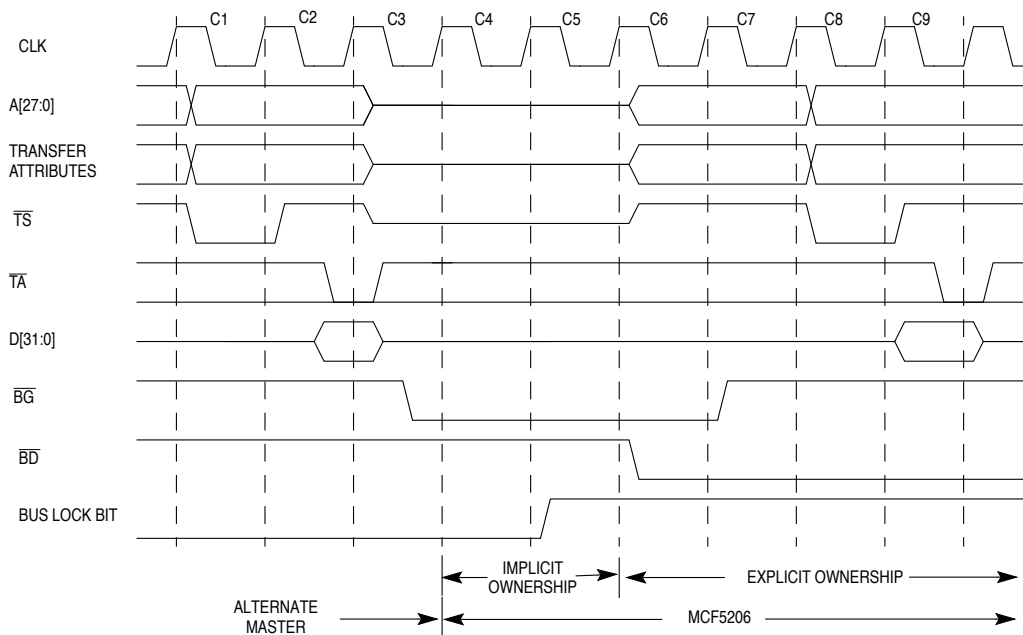 C1 C2 C3 C4 C5 C6 C7 C8 C9
CLK
A[27:0]
TRANSFER
ATTRIBUTES
TS
TA
D[31:0]
BG
BD
BUS LOCK BIT
IMPLICIT
OWNERSHIP
EXPLICIT OWNERSHIP
ALTERNATE
MASTER
MCF5206